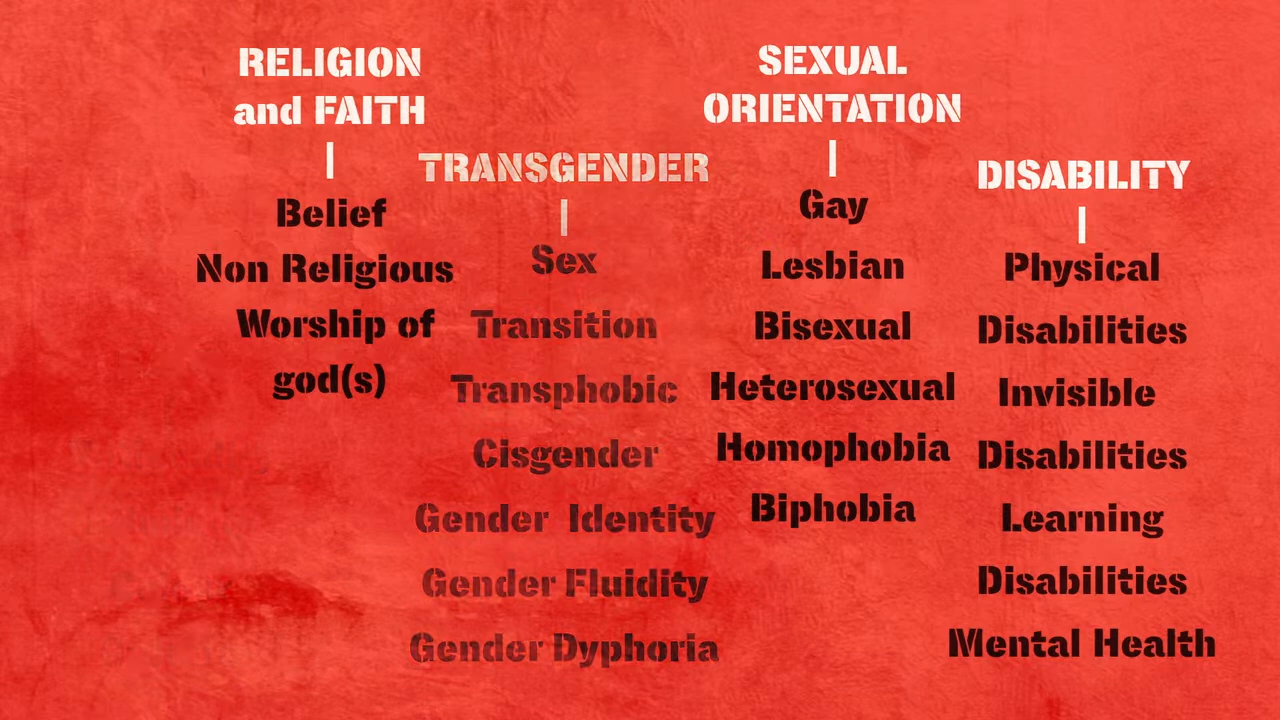 RELIGION
and FAITH
Belief
Non Religious
Worship of
god(s)
TRANSGENDER
Sex
Transition
Transphobic
Cisgender
Gender Identity
Gender Fluidity
Gender Dyphoria
SEXUAL
ORIENTATION
Gay
Lesbian
Bisexual
Heterosexual
Homophobia
Biphobia
DISABILITY
Physical
Disabilities
Invisible
Disabilities
Learning
Disabilities
Mental Health